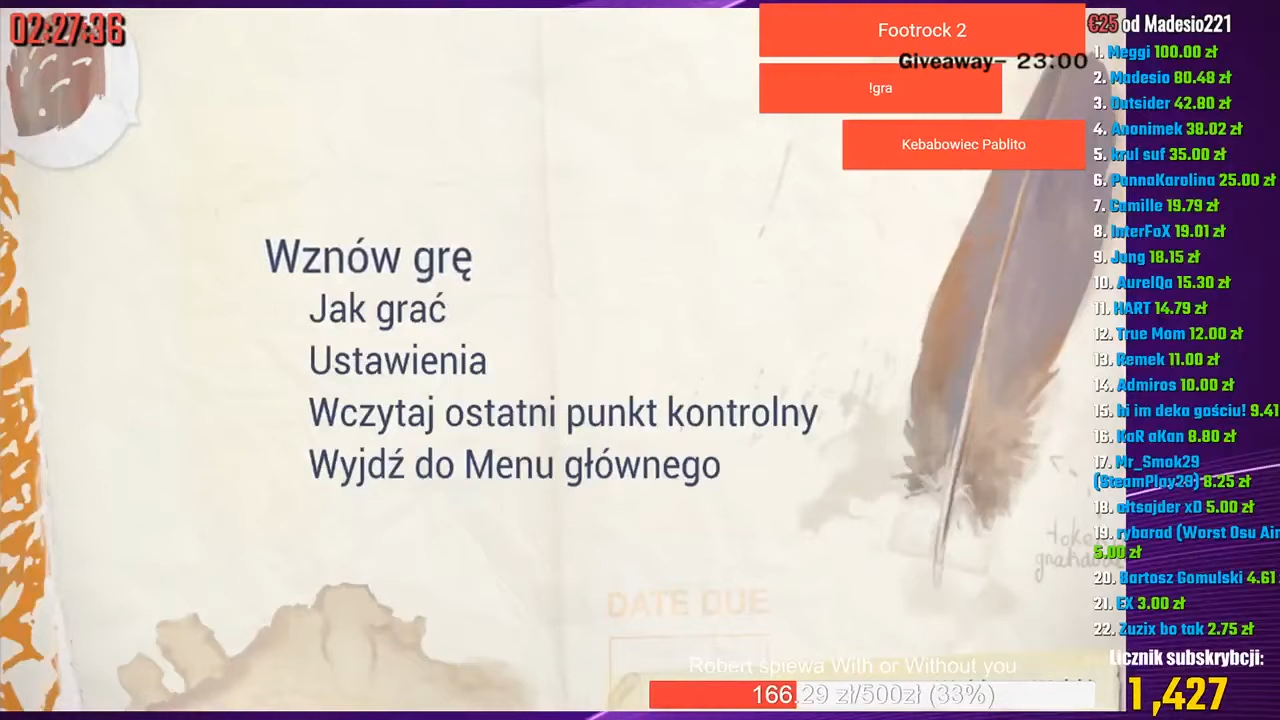 02:27:36
Footrock 2
Giveaway– 23:00
!gra
Kebabowiec Pablito
€25 od Madesio221
1. Meggi 100.00 zł
2. Madesio 80.48 zł
3. Outsider 42.80 zł
4. Anonimek 38.02 zł
5. krul suf 35.00 zł
6. PannaKarolina 25.00 zł
7. Camille 19.79 zł
8. InterFoX 19.01 zł
9. Jung 18.15 zł
10. AurelQa 15.30 zł
11. HART 14.79 zł
12. True Mom 12.00 zł
13. Remek 11.00 zł
14. Admiros 10.00 zł
15. hi im deka gościu! 9.41
16. KaR aKan 8.80 zł
17. Mr_Smok29
(SteamPlay29) 8.25 zł
18. altsajder xD 5.00 zł
19. rybarad (Worst Osu Air
5.00 zł
20. Bartosz Gomulski 4.61
21. EX 3.00 zł
22. Zuzix bo tak 2.75 zł
Licznik subskrybcji:
1,427
Wznów grę
Jak grać
Ustawienia
Wczytaj ostatni punkt kontrolny
Wyjdź do Menu głównego
DATE DUE
Robert śpiewa With or Without you
166.29 zł/500zł (33%)